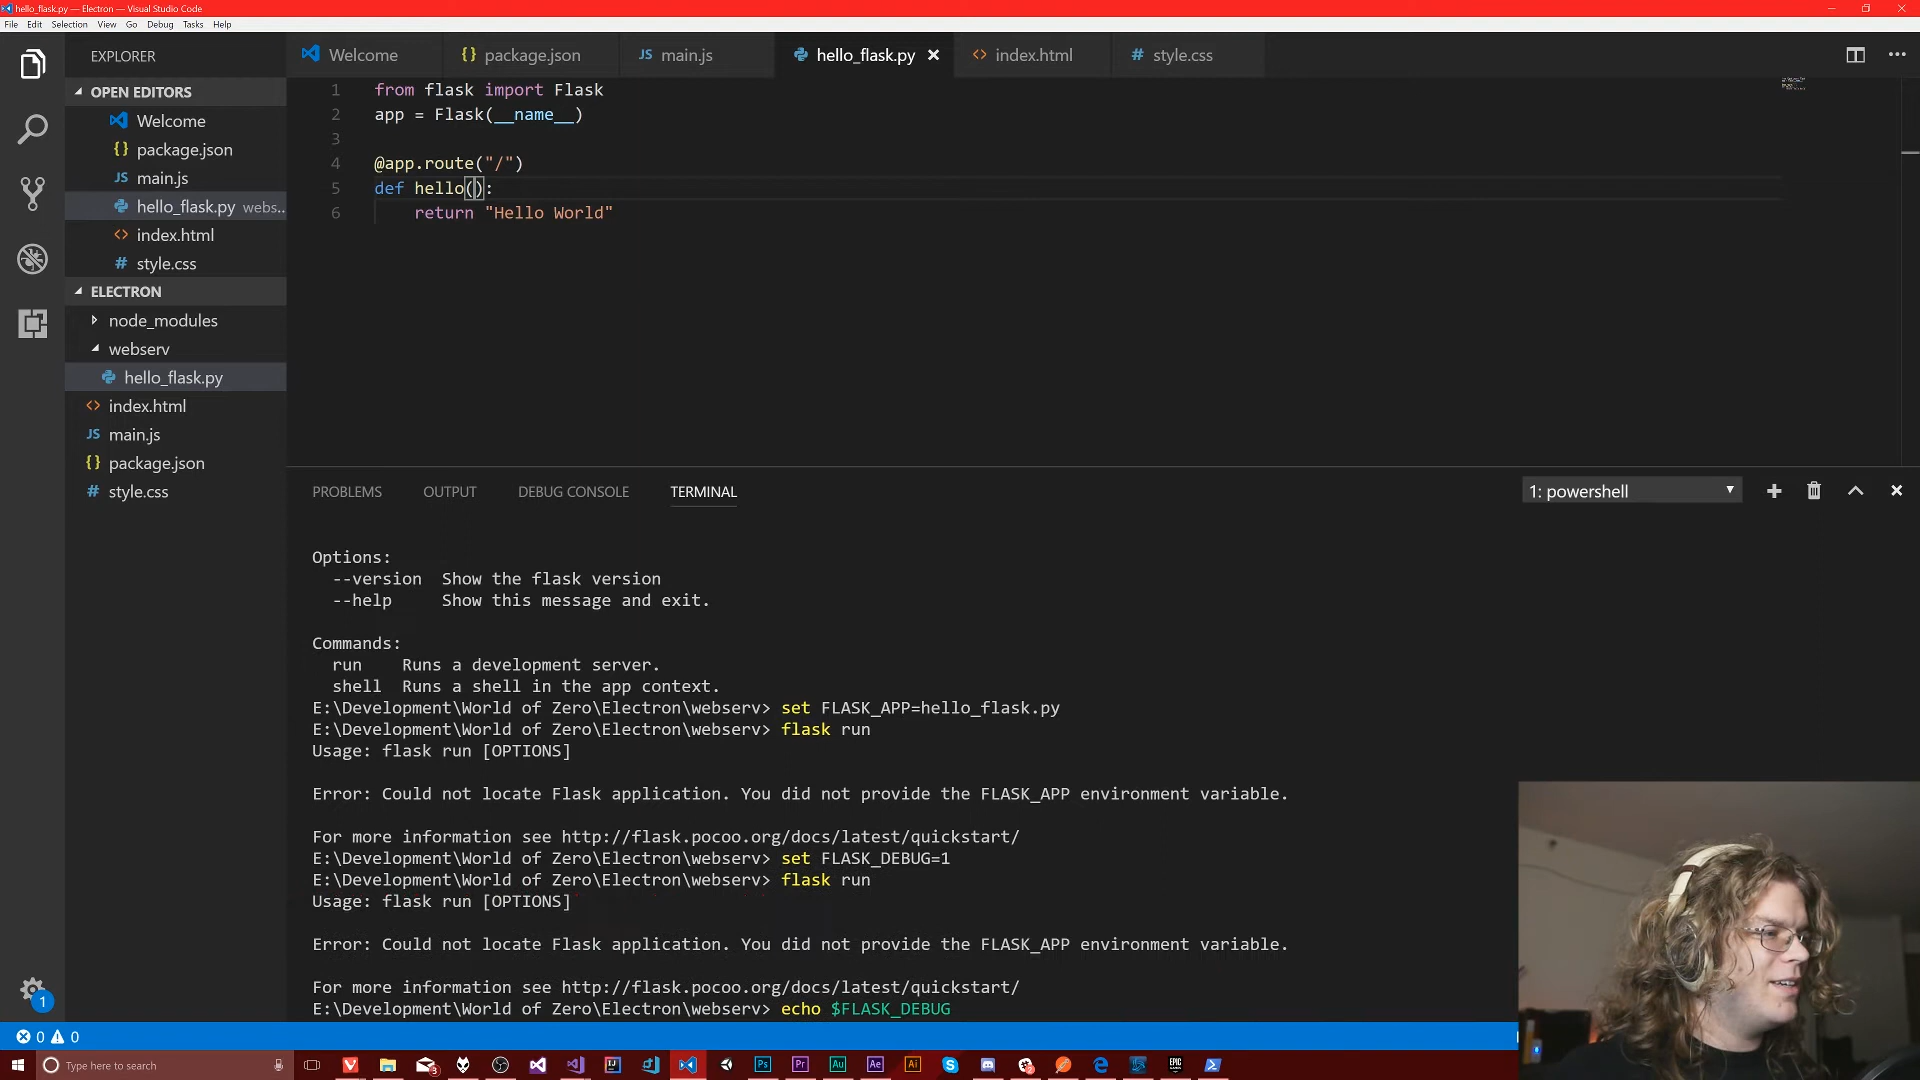 hello_flask.py — Electron — Visual Studio Code
File Edit Selection View Go Debug Tasks Help
EXPLORER
OPEN EDITORS
Welcome
package.json
main.js
hello_flask.py webs...
index.html
style.css
ELECTRON
node_modules
webserv
hello_flask.py
index.html
JS main.js
{} package.json
# style.css
Welcome {} package.json JS main.js hello_flask.py <> index.html # style.css
1 from flask import Flask
2 app = Flask(__name__)
3
4 @app.route("/")
5 def hello():
6 return "Hello World"
PROBLEMS OUTPUT DEBUG CONSOLE TERMINAL
1: powershell
Options:
--version Show the flask version
--help Show this message and exit.
Commands:
run Runs a development server.
shell Runs a shell in the app context.
E:\Development\World of Zero\Electron\webserv> set FLASK_APP=hello_flask.py
E:\Development\World of Zero\Electron\webserv> flask run
Usage: flask run [OPTIONS]
Error: Could not locate Flask application. You did not provide the FLASK_APP environment variable.
For more information see http://flask.pocoo.org/docs/latest/quickstart/
E:\Development\World of Zero\Electron\webserv> set FLASK_DEBUG=1
E:\Development\World of Zero\Electron\webserv> flask run
Usage: flask run [OPTIONS]
Error: Could not locate Flask application. You did not provide the FLASK_APP environment variable.
For more information see http://flask.pocoo.org/docs/latest/quickstart/
E:\Development\World of Zero\Electron\webserv> echo $FLASK_DEBUG
1
0 0
Type here to search